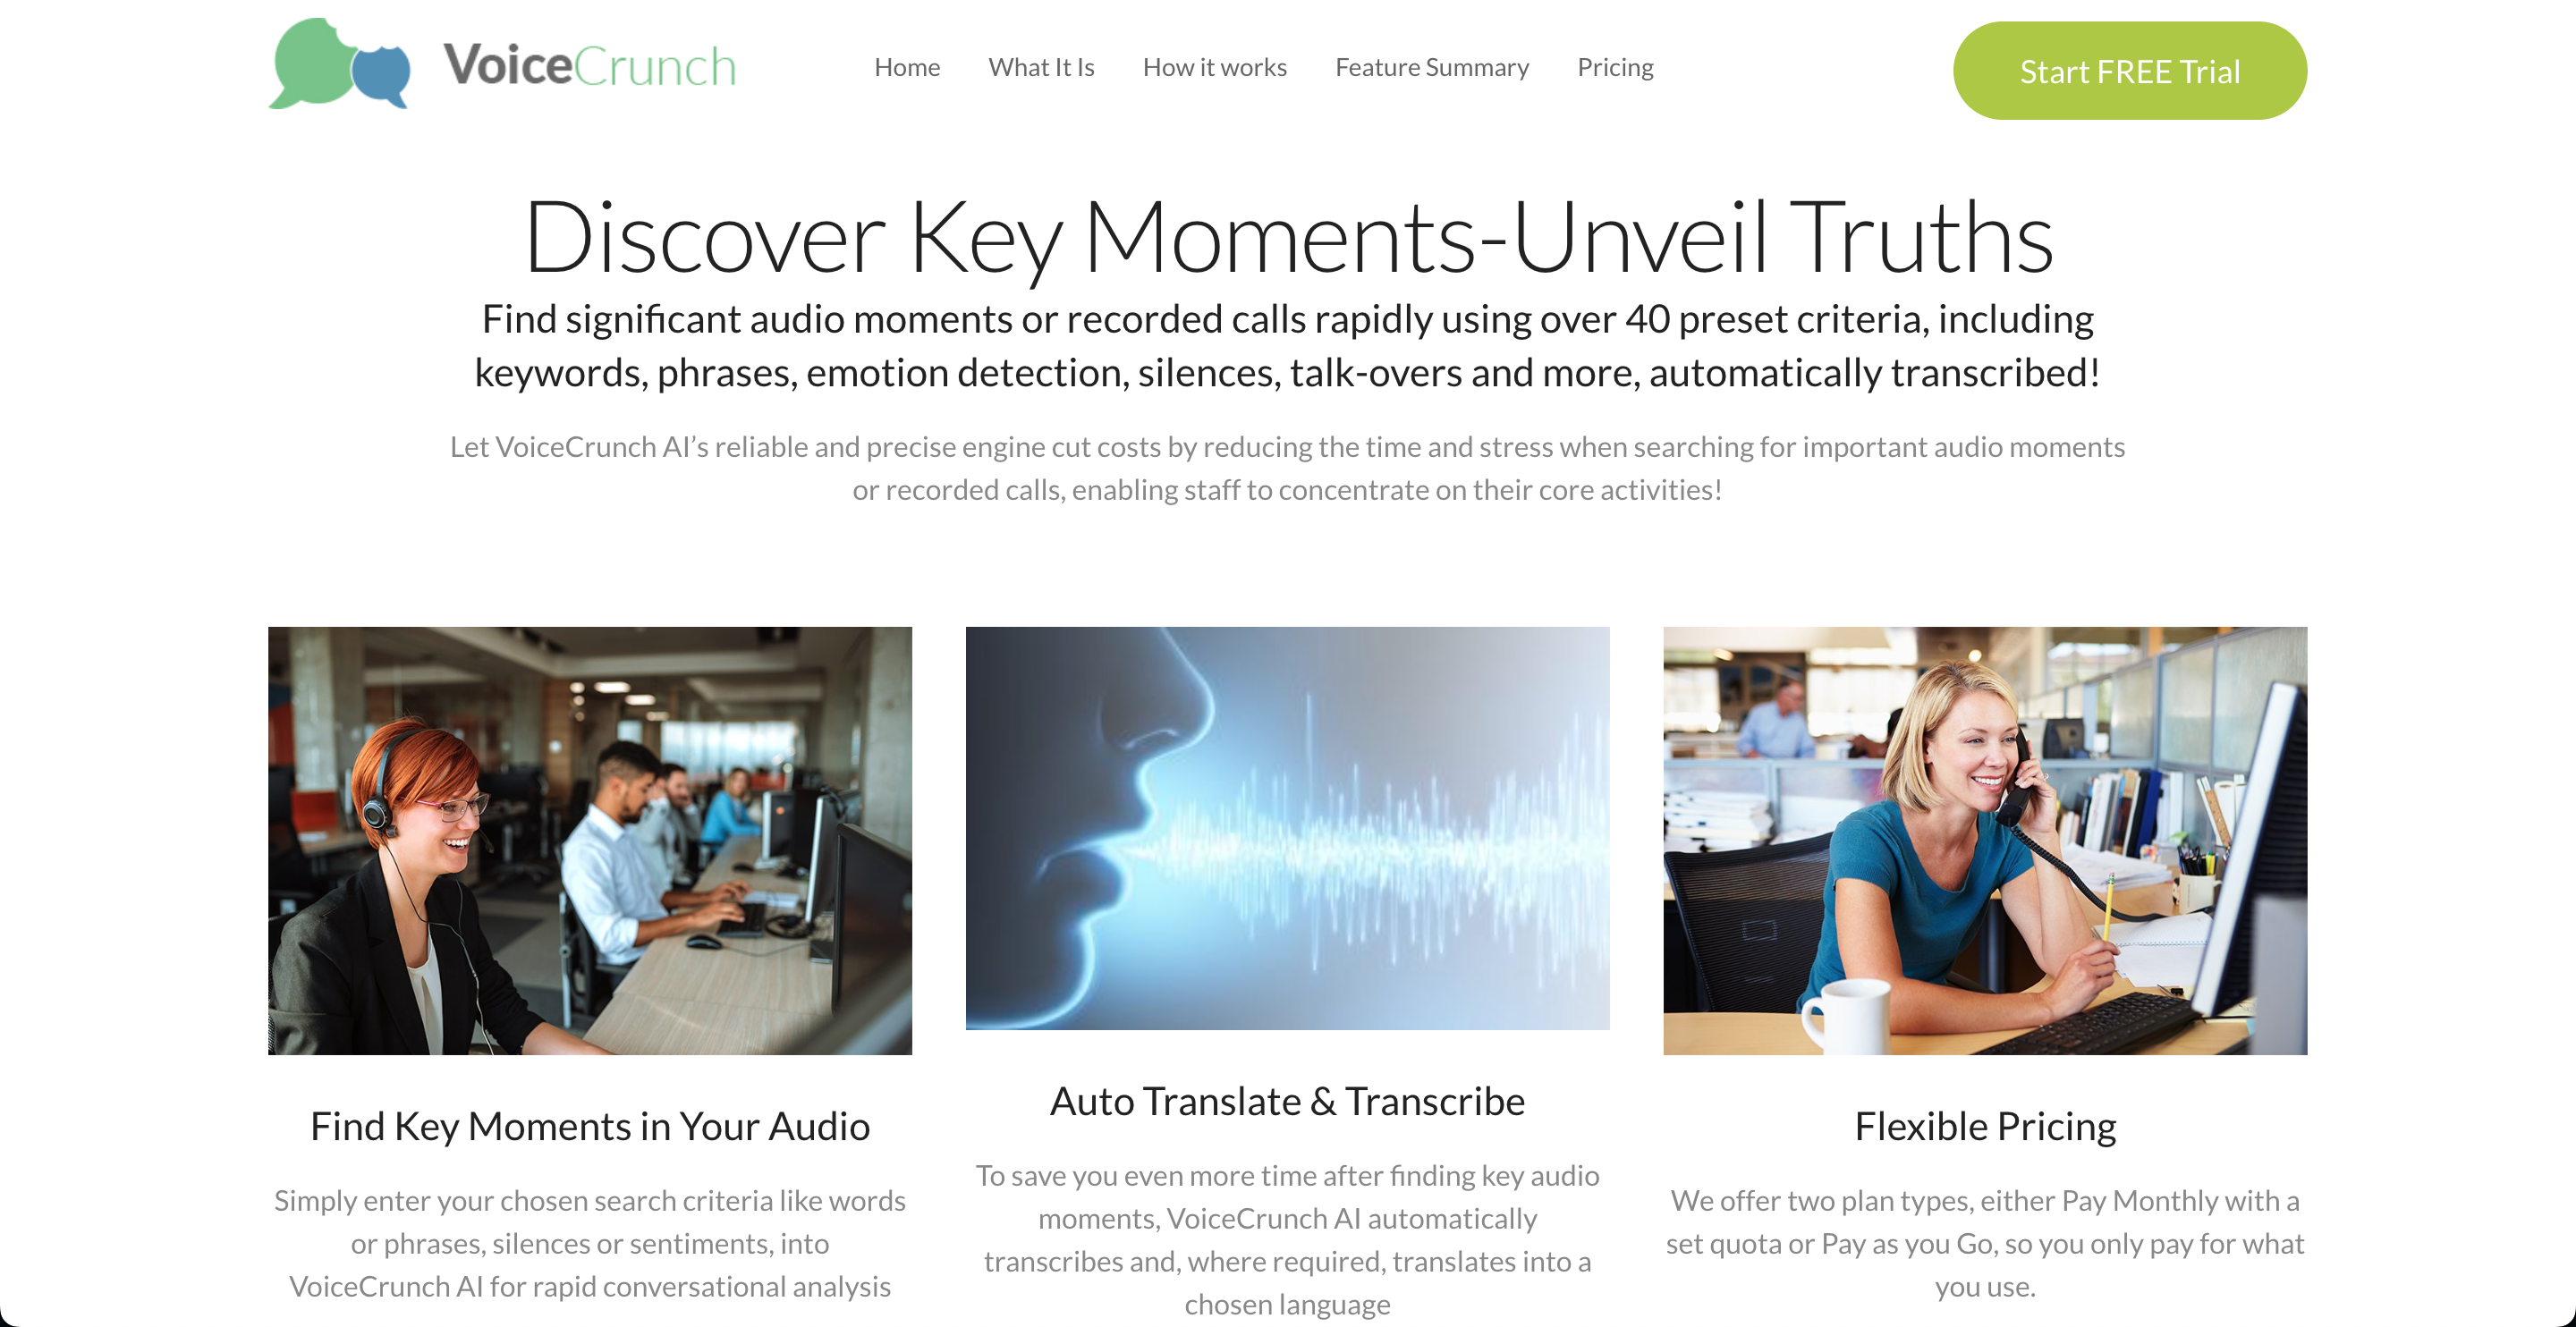 VoiceCrunch
Home
What It Is
How it works
Feature Summary
Pricing
Start FREE Trial
Discover Key Moments-Unveil Truths
Find significant audio moments or recorded calls rapidly using over 40 preset criteria, including
keywords, phrases, emotion detection, silences, talk-overs and more, automatically transcribed!
Let VoiceCrunch AI’s reliable and precise engine cut costs by reducing the time and stress when searching for important audio moments
or recorded calls, enabling staff to concentrate on their core activities!
Find Key Moments in Your Audio
Simply enter your chosen search criteria like words
or phrases, silences or sentiments, into
VoiceCrunch AI for rapid conversational analysis
Auto Translate & Transcribe
To save you even more time after finding key audio
moments, VoiceCrunch AI automatically
transcribes and, where required, translates into a
chosen language
Flexible Pricing
We offer two plan types, either Pay Monthly with a
set quota or Pay as you Go, so you only pay for what
you use.